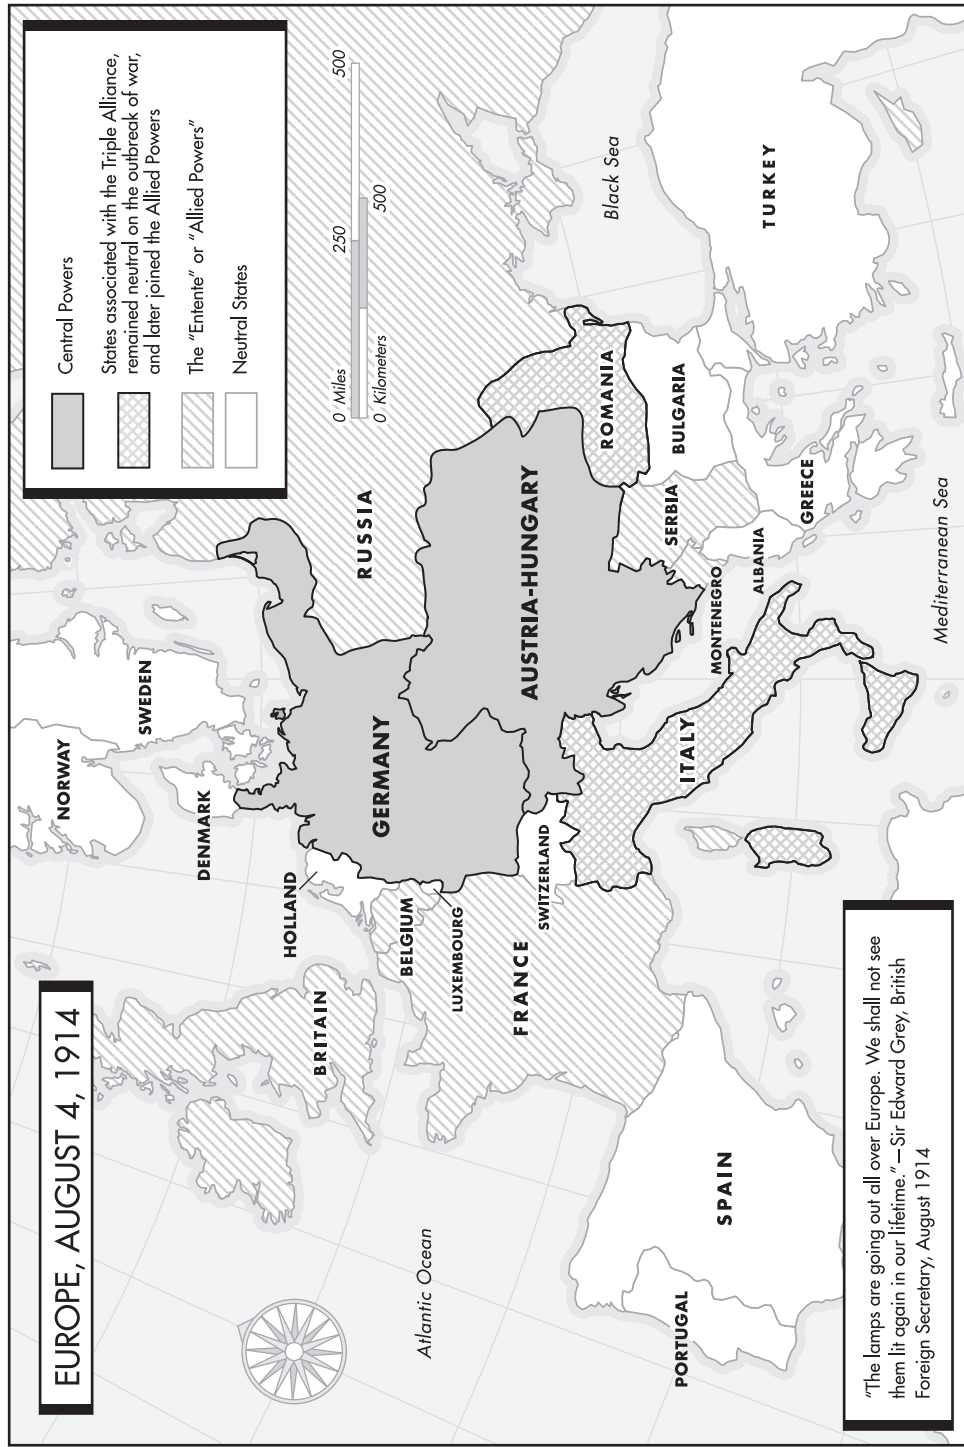 EUROPE, AUGUST 4, 1914
Central Powers
States associated with the Triple Alliance,
remained neutral on the outbreak of war,
and later joined the Allied Powers
The “Entente” or “Allied Powers”
Neutral States
0 Miles 250 500
0 Kilometers 500
NORWAY
SWEDEN
DENMARK
RUSSIA
HOLLAND
BRITAIN
GERMANY
BELGIUM
LUXEMBOURG
FRANCE
SWITZERLAND
AUSTRIA-HUNGARY
ROMANIA
Black Sea
SERBIA
BULGARIA
MONTENEGRO
ITALY
ALBANIA
GREECE
TURKEY
Atlantic Ocean
PORTUGAL
SPAIN
Mediterranean Sea
“The lamps are going out all over Europe. We shall not see
them lit again in our lifetime.”—Sir Edward Grey, British
Foreign Secretary, August 1914